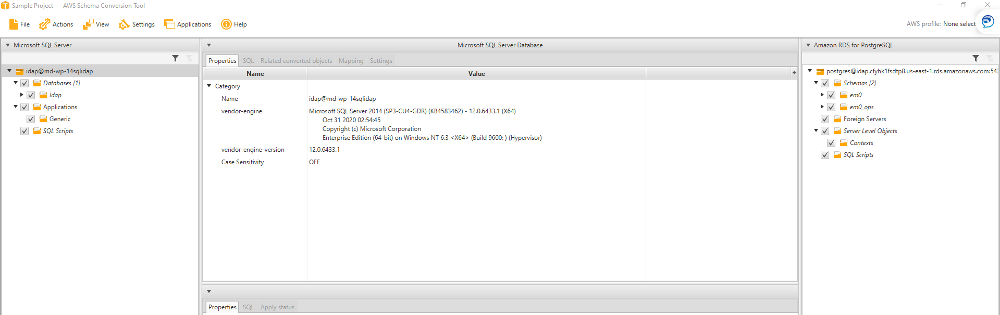 Sample Project -- AWS Schema Conversion Tool
File Actions View Settings Applications Help
AWS profile: None select
Microsoft SQL Server
idap@md-wp-14sqlidap
Databases [1]
Idap
Applications
Generic
SQL Scripts
Microsoft SQL Server Database
Properties SQL Related converted objects Mapping Settings
Name Value
+
Category
Name idap@md-wp-14sqlidap
vendor-engine Microsoft SQL Server 2014 (SP3-CU4-GDR) (KB4583462) - 12.0.6433.1 (X64)
Oct 31 2020 02:54:45
Copyright (c) Microsoft Corporation
Enterprise Edition (64-bit) on Windows NT 6.3 <X64> (Build 9600: ) (Hypervisor)
vendor-engine-version 12.0.6433.1
Case Sensitivity OFF
Properties SQL Apply status
Amazon RDS for PostgreSQL
postgres@idap.cfyhk1fsdtp8.us-east-1.rds.amazonaws.com:543
Schemas [2]
em0
em0_ops
Foreign Servers
Server Level Objects
Contexts
SQL Scripts